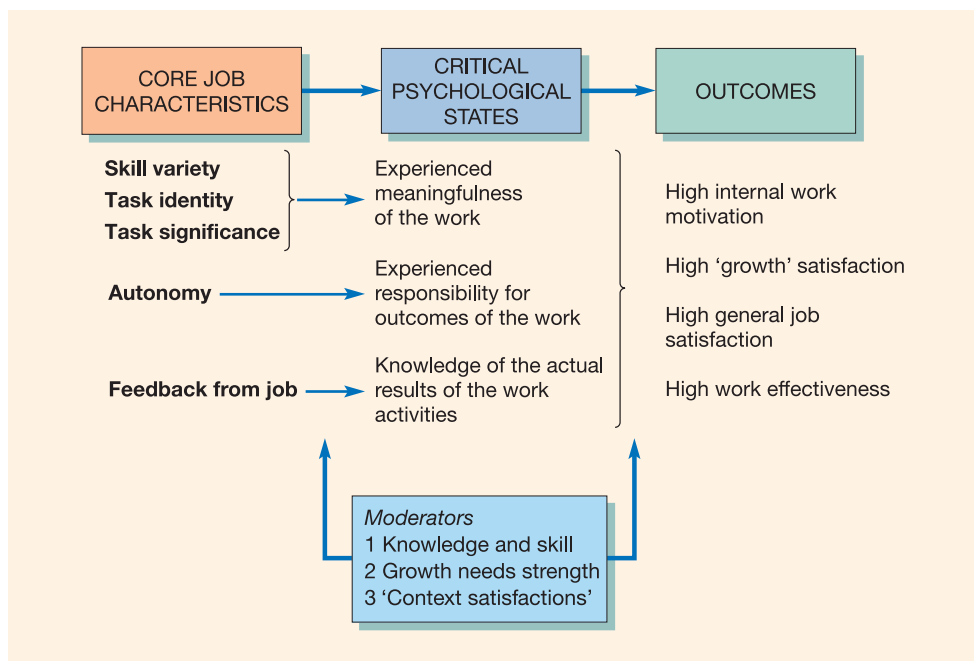 CORE JOB
CHARACTERISTICS
CRITICAL
PSYCHOLOGICAL
STATES
OUTCOMES
Skill variety
Task identity
Task significance
Experienced
meaningfulness
of the work
Autonomy
Experienced
responsibility for
outcomes of the work
Feedback from job
Knowledge of the actual
results of the work
activities
High internal work
motivation
High ‘growth’ satisfaction
High general job
satisfaction
High work effectiveness
Moderators
1 Knowledge and skill
2 Growth needs strength
3 ‘Context satisfactions’